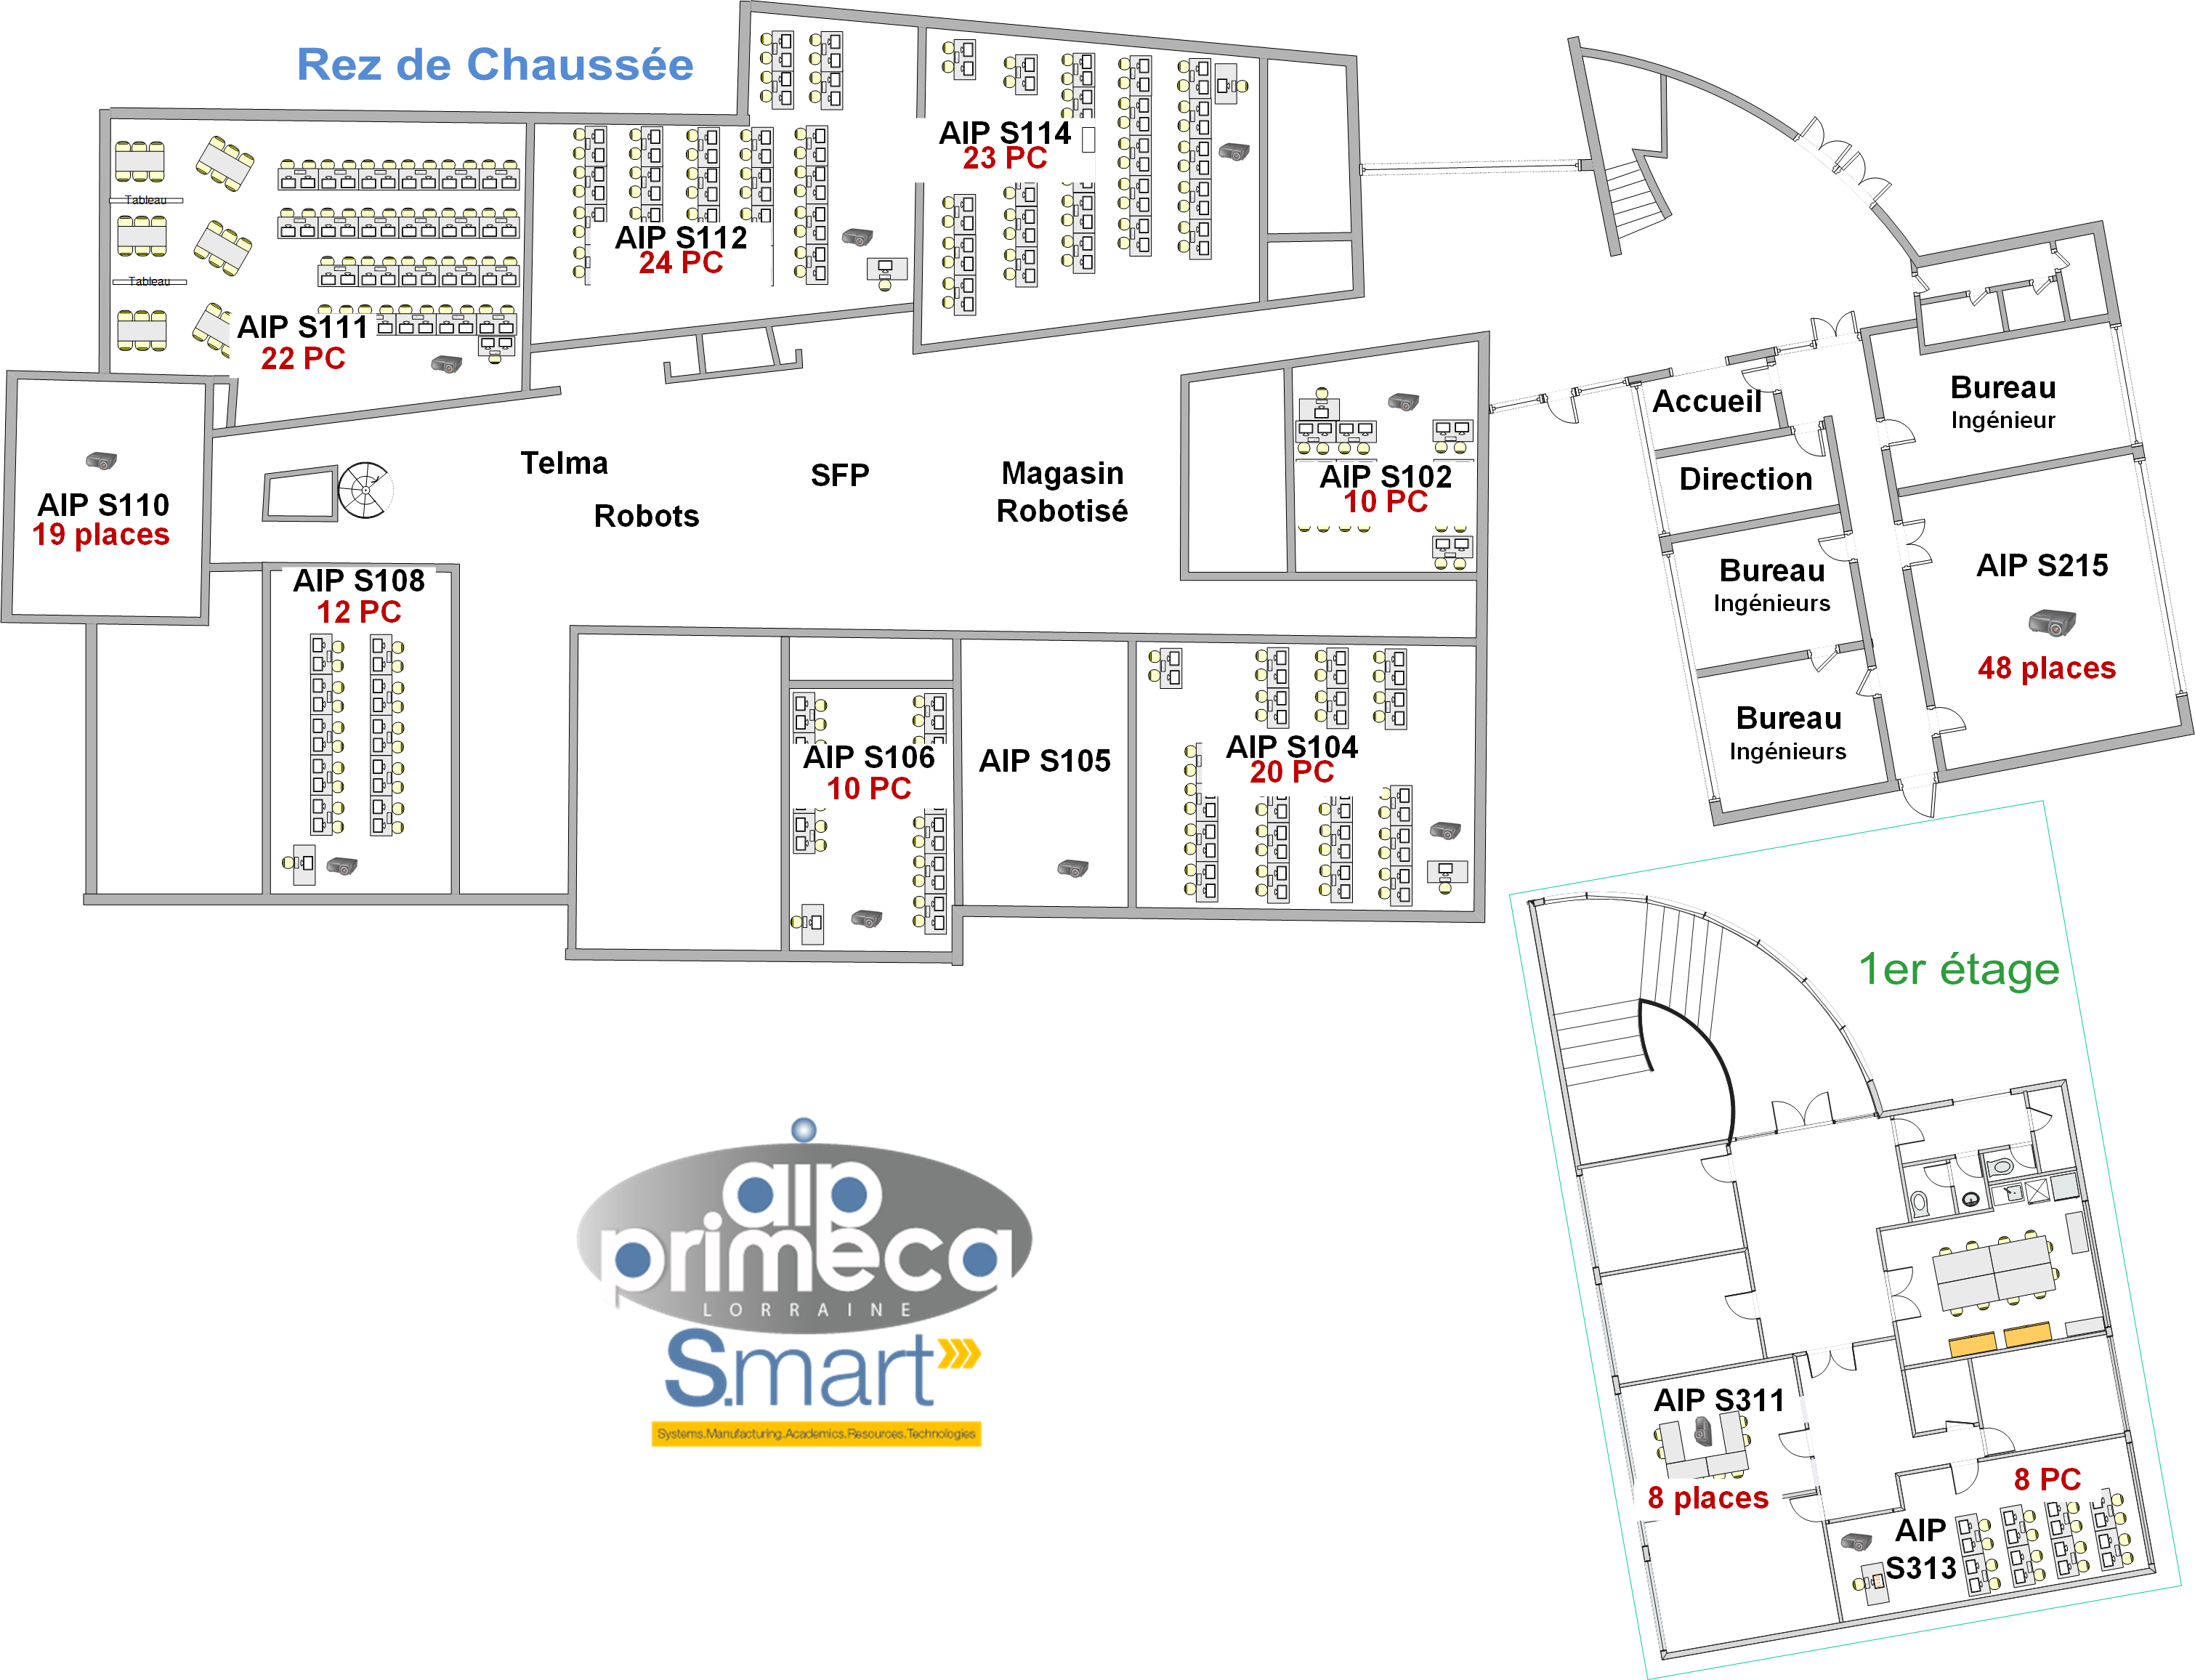 Rez de Chaussée
Tableau
Tableau
AIP S111
22 PC
AIP S112
24 PC
AIP S114
23 PC
AIP S110
19 places
Telma
Robots
SFP
Magasin
Robotisé
AIP S102
10 PC
Accueil
Direction
Bureau
Ingénieur
Bureau
Ingénieurs
Bureau
Ingénieurs
AIP S215
48 places
AIP S108
12 PC
AIP S106
10 PC
AIP S105
AIP S104
20 PC
1er étage
AIP S311
8 places
8 PC
AIP
S313
aip
primeca
LORRAINE
S.mart
Systems.Manufacturing.Academics.Resources.Technologies